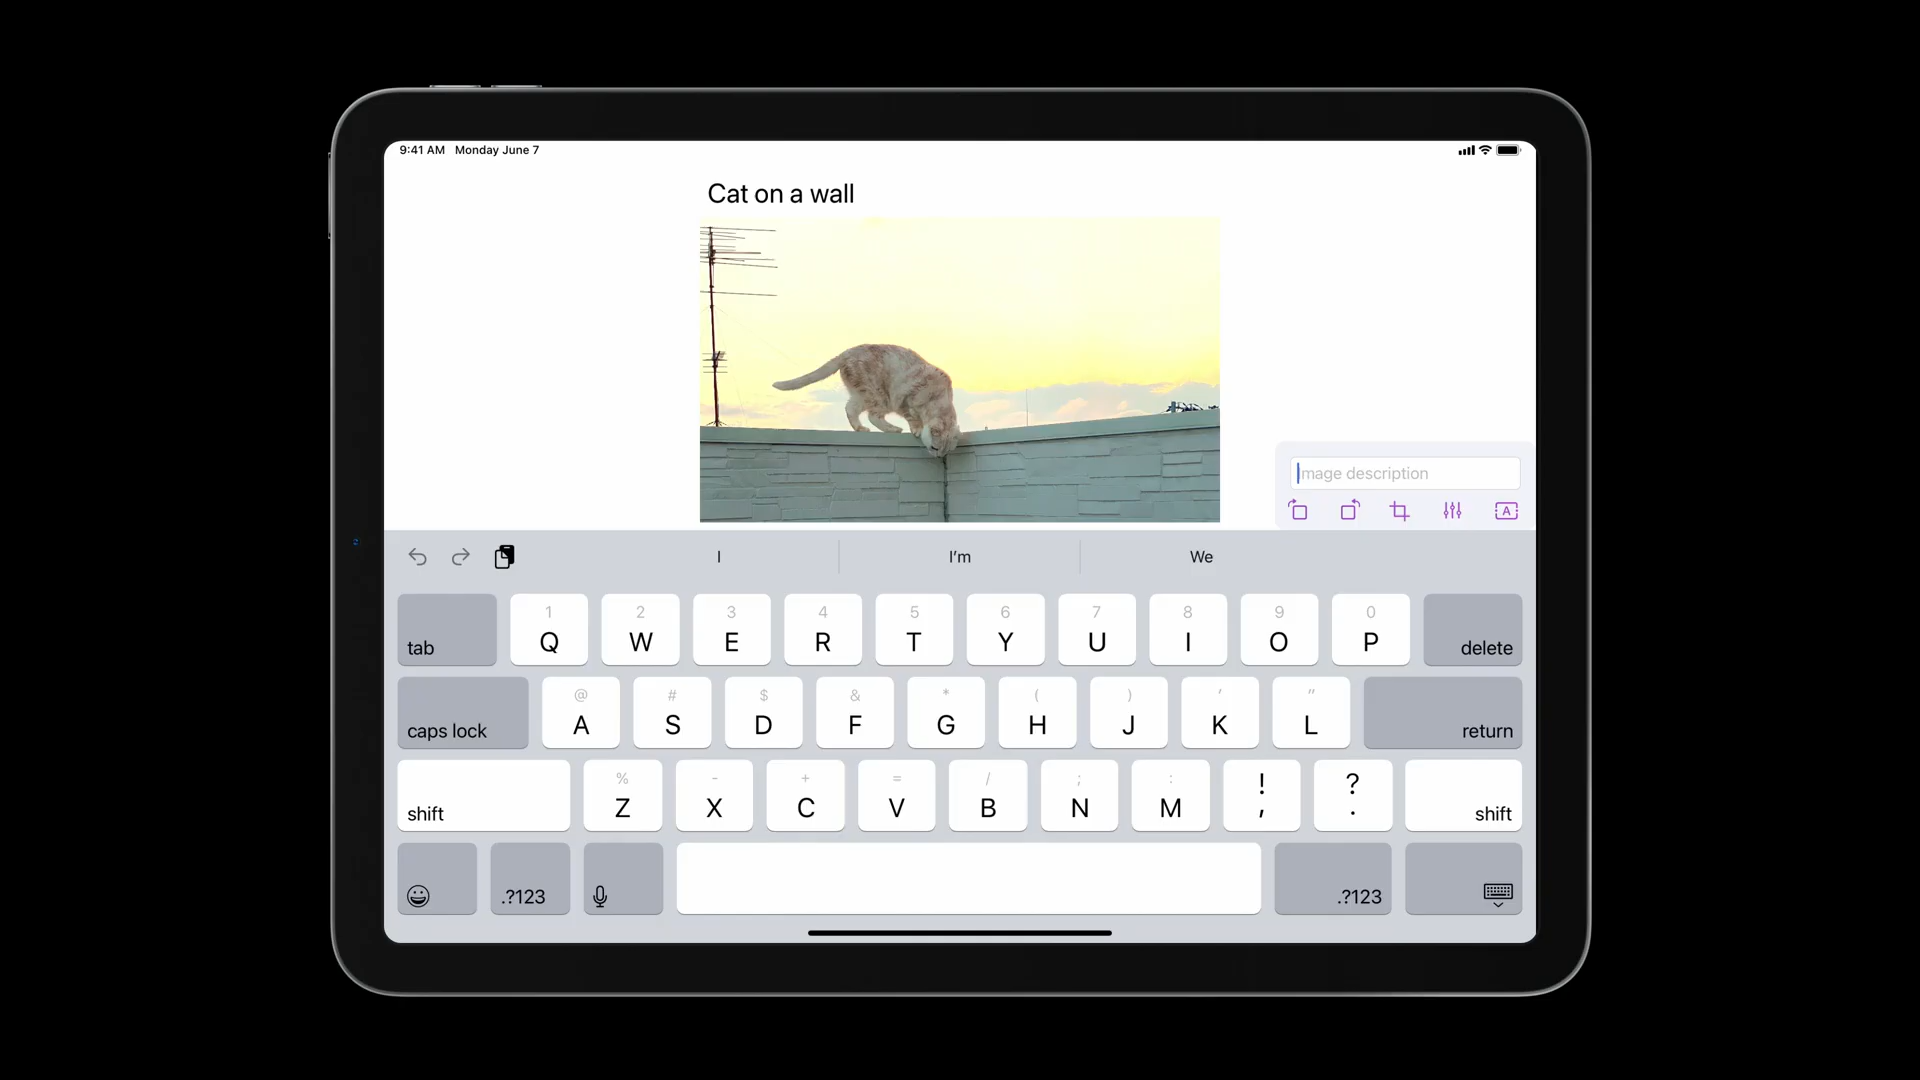 9:41 AM Monday June 7
Cat on a wall
Image description
A
I I'm We
tab 1 Q 2 W 3 E 4 R 5 T 6 Y 7 U 8 I 9 O 0 P delete
caps lock @ A # S $ D & F * G ( H ) J ' K " L return
shift % Z - X + C = V / B ; N : M ! , ? . shift
.?123 .?123